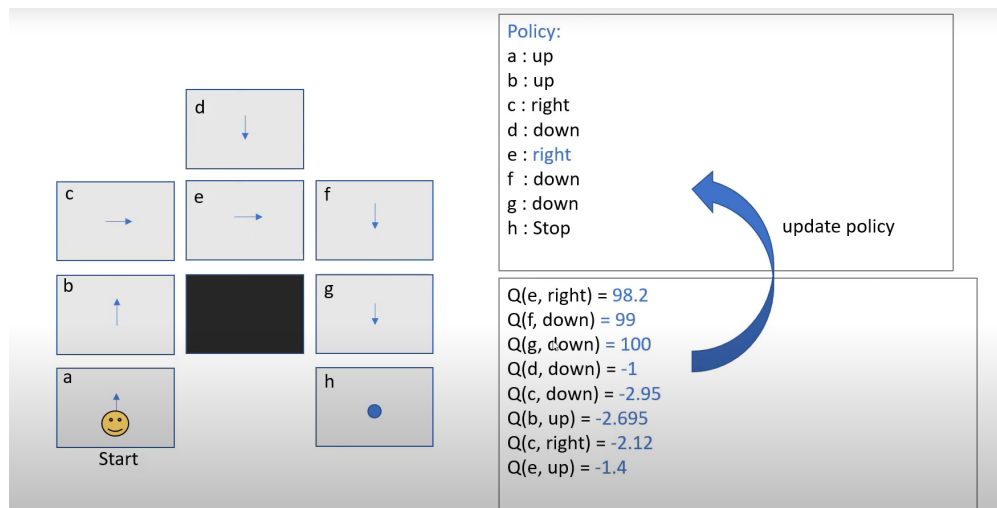 d
c
e
f
b
g
a
h
Start
Policy:
a : up
b : up
c : right
d : down
e : right
f : down
g : down
h : Stop
update policy
Q(e, right) = 98.2
Q(f, down) = 99
Q(g, down) = 100
Q(d, down) = -1
Q(c, down) = -2.95
Q(b, up) = -2.695
Q(c, right) = -2.12
Q(e, up) = -1.4